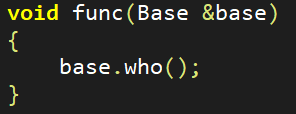 void func(Base &base)
{
    base.who();
}